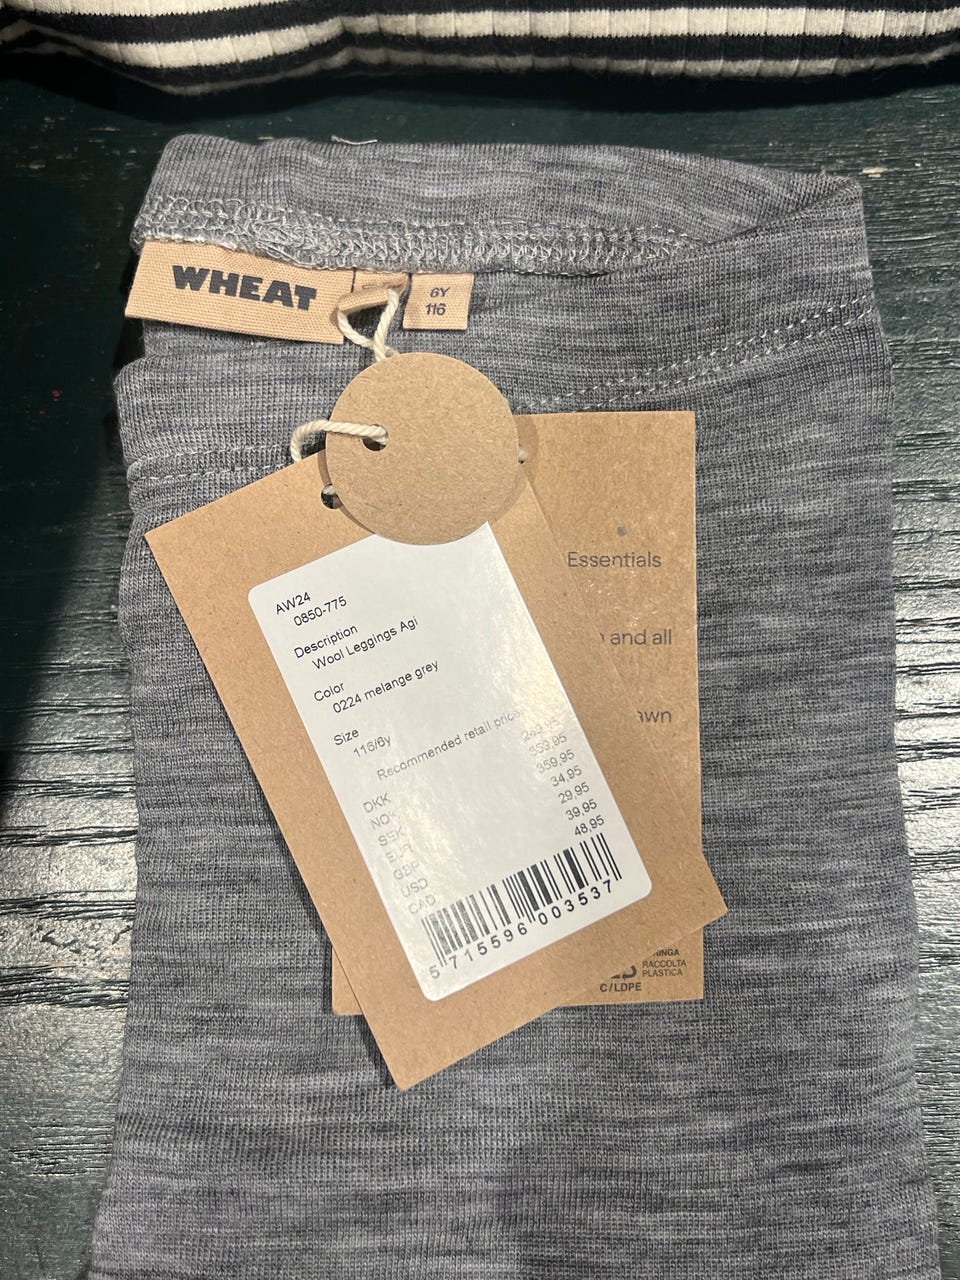 WHEAT
6Y
116
Essentials
and all
AW24
0850-775
Description
Wool Leggings Agi
Color
0224 melange grey
Size
116/6y
Recommended retail price
DKK 249,95
NOK 359,95
SEK 359,95
EUR 34,95
GBP 29,95
USD 39,95
CAD 48,95
5 715596 003537
RACCOLTA
PLASTICA
C/LDPE